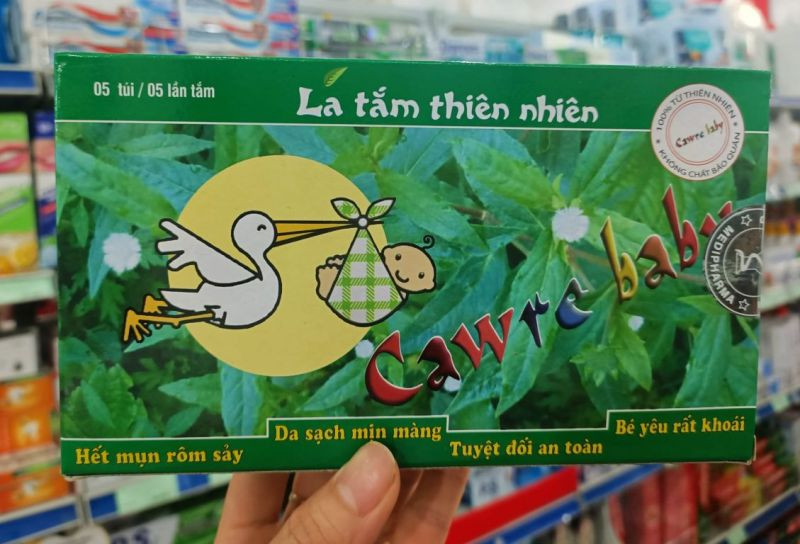 05 túi / 05 lần tắm
Lá tắm thiên nhiên
100% TỪ THIÊN NHIÊN
Cawre baby
KHÔNG CHẤT BẢO QUẢN
Cawre baby
MEDIPHARMA
Hết mụn rôm sảy
Da sạch mịn màng
Tuyệt đối an toàn
Bé yêu rất khoái